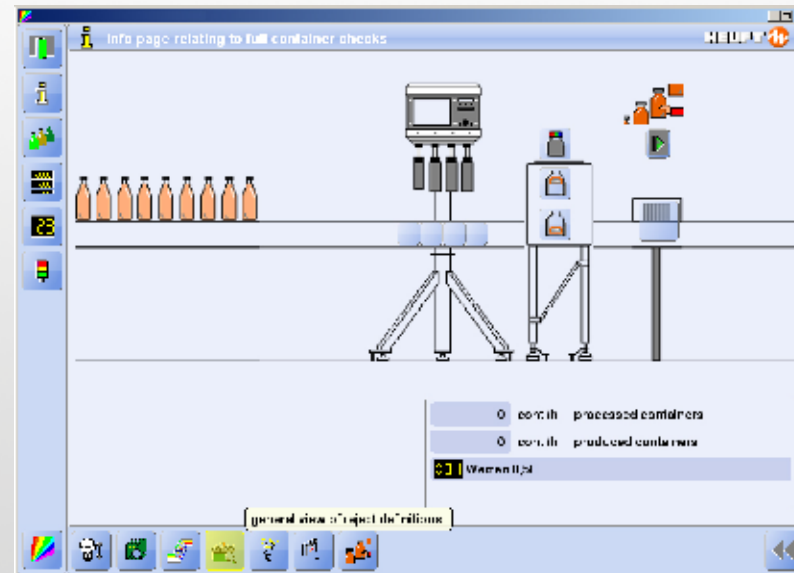 Info page relating to full container checks
HEUFT
23
0 cont./h processed containers
0 cont./h produced containers
general view of reject definitions